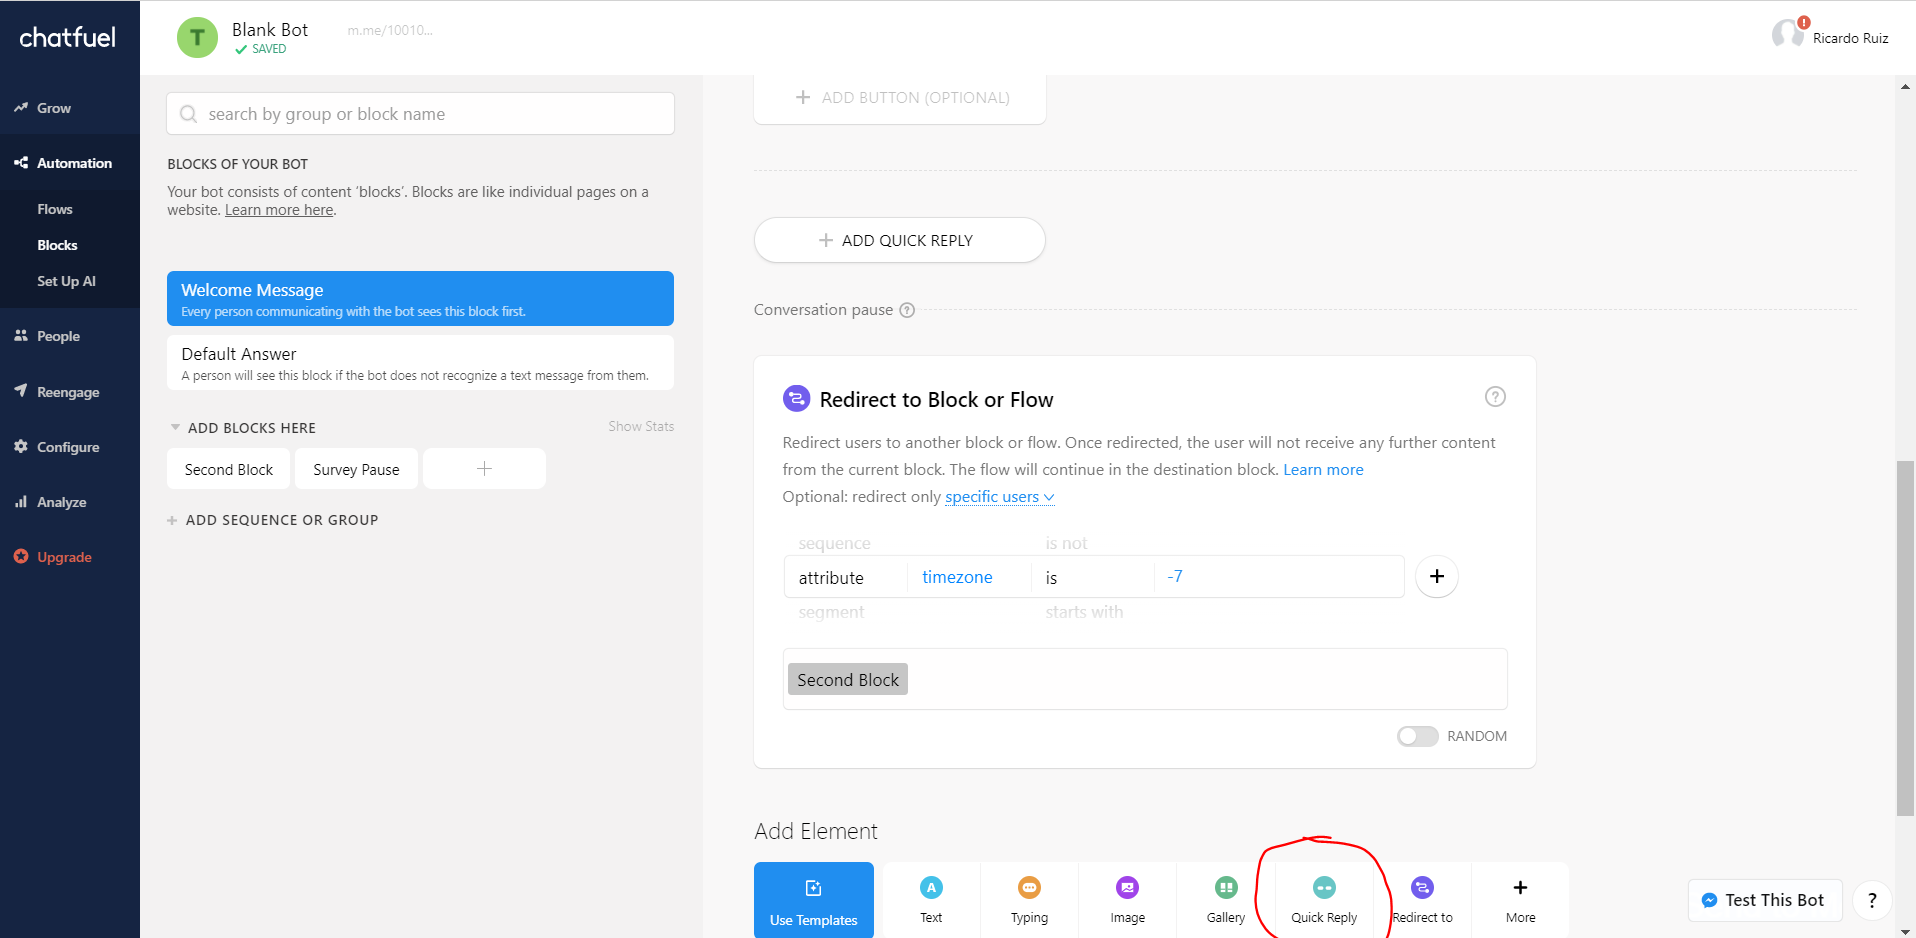 chatfuel
T
Blank Bot
SAVED
m.me/10010...
!
Ricardo Ruiz
Grow
Automation
Flows
Blocks
Set Up AI
People
Reengage
Configure
Analyze
Upgrade
search by group or block name
BLOCKS OF YOUR BOT
Your bot consists of content ‘blocks’. Blocks are like individual pages on a
website. Learn more here.
Welcome Message
Every person communicating with the bot sees this block first.
Default Answer
A person will see this block if the bot does not recognize a text message from them.
ADD BLOCKS HERE
Show Stats
Second Block
Survey Pause
+
+ ADD SEQUENCE OR GROUP
+ ADD BUTTON (OPTIONAL)
+ ADD QUICK REPLY
Conversation pause ?
Redirect to Block or Flow
?
Redirect users to another block or flow. Once redirected, the user will not receive any further content
from the current block. The flow will continue in the destination block. Learn more
Optional: redirect only specific users
sequence is not
attribute timezone is -7 +
segment starts with
Second Block
RANDOM
Add Element
Use Templates
A
Text
Typing
Image
Gallery
Quick Reply
Redirect to
+
More
Test This Bot
?